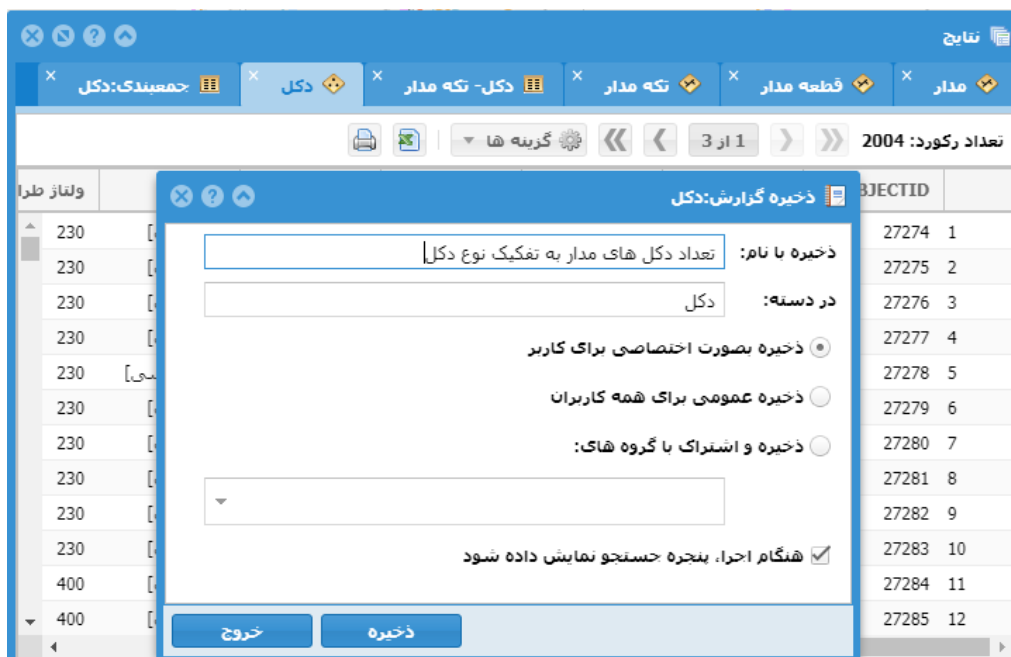 نتایج
مدار
قطعه مدار
تکه مدار
دکل- تکه مدار
دکل
جمعبندی:دکل
تعداد رکورد: 2004
1 از 3
گزینه ها
OBJECTID
ولتاژ طرا
ذخیره گزارش:دکل
ذخیره با نام:
تعداد دکل های مدار به تفکیک نوع دکل
در دسته:
دکل
ذخیره بصورت اختصاصی برای کاربر
ذخیره عمومی برای همه کاربران
ذخیره و اشتراک با گروه های:
هنگام اجرا، پنجره جستجو نمایش داده شود
ذخیره
خروج
1 27274 230
2 27275 230
3 27276 230
4 27277 230
5 27278 230
6 27279 230
7 27280 230
8 27281 230
9 27282 230
10 27283 230
11 27284 400
12 27285 400